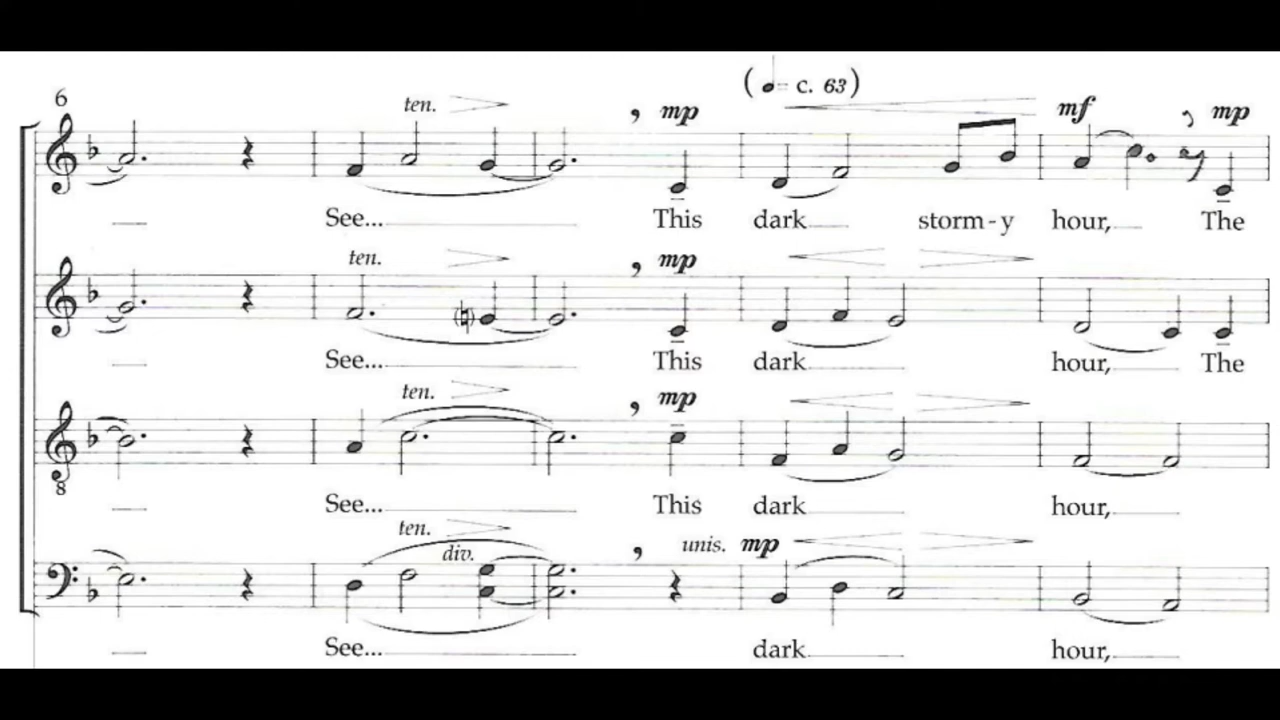 ( ♩= c. 63)
6
ten.
mp
mf
mp
See... This dark storm-y hour, The
ten.
mp
See... This dark hour, The
ten.
mp
8
See... This dark hour,
ten.
div.
unis. mp
See... dark hour,